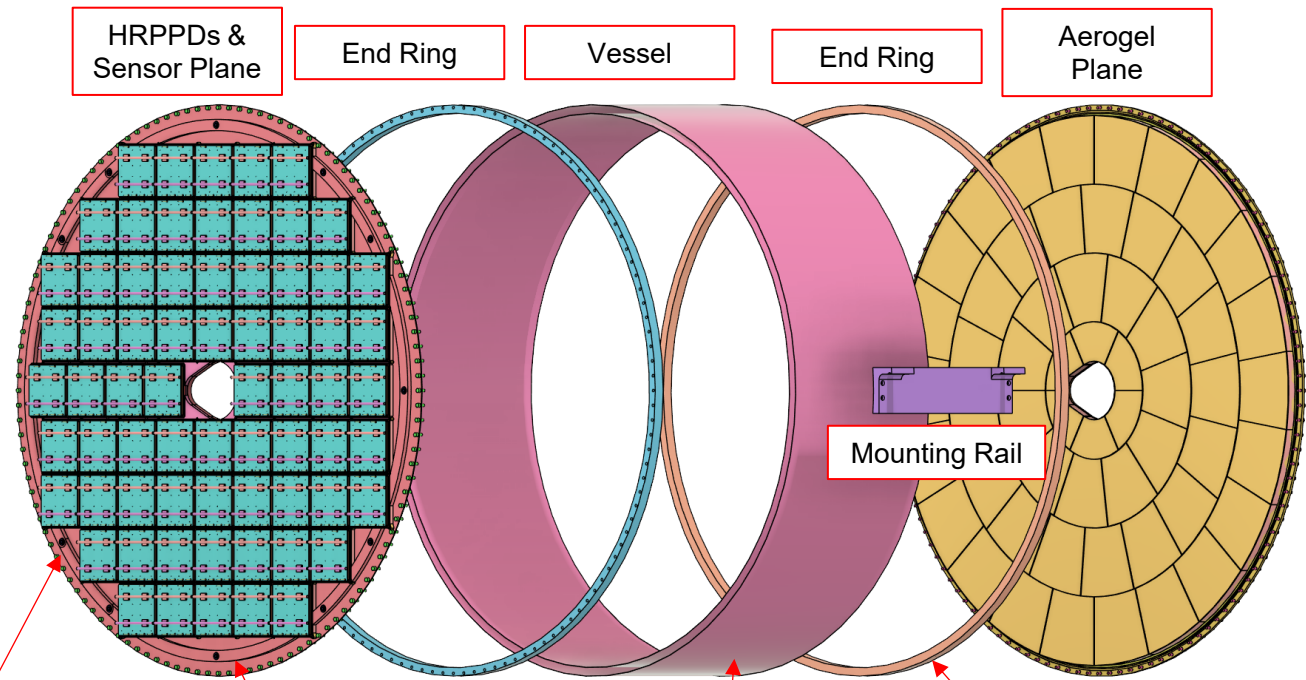 HRPPDs &
Sensor Plane
End Ring
Vessel
End Ring
Aerogel
Plane
Mounting Rail